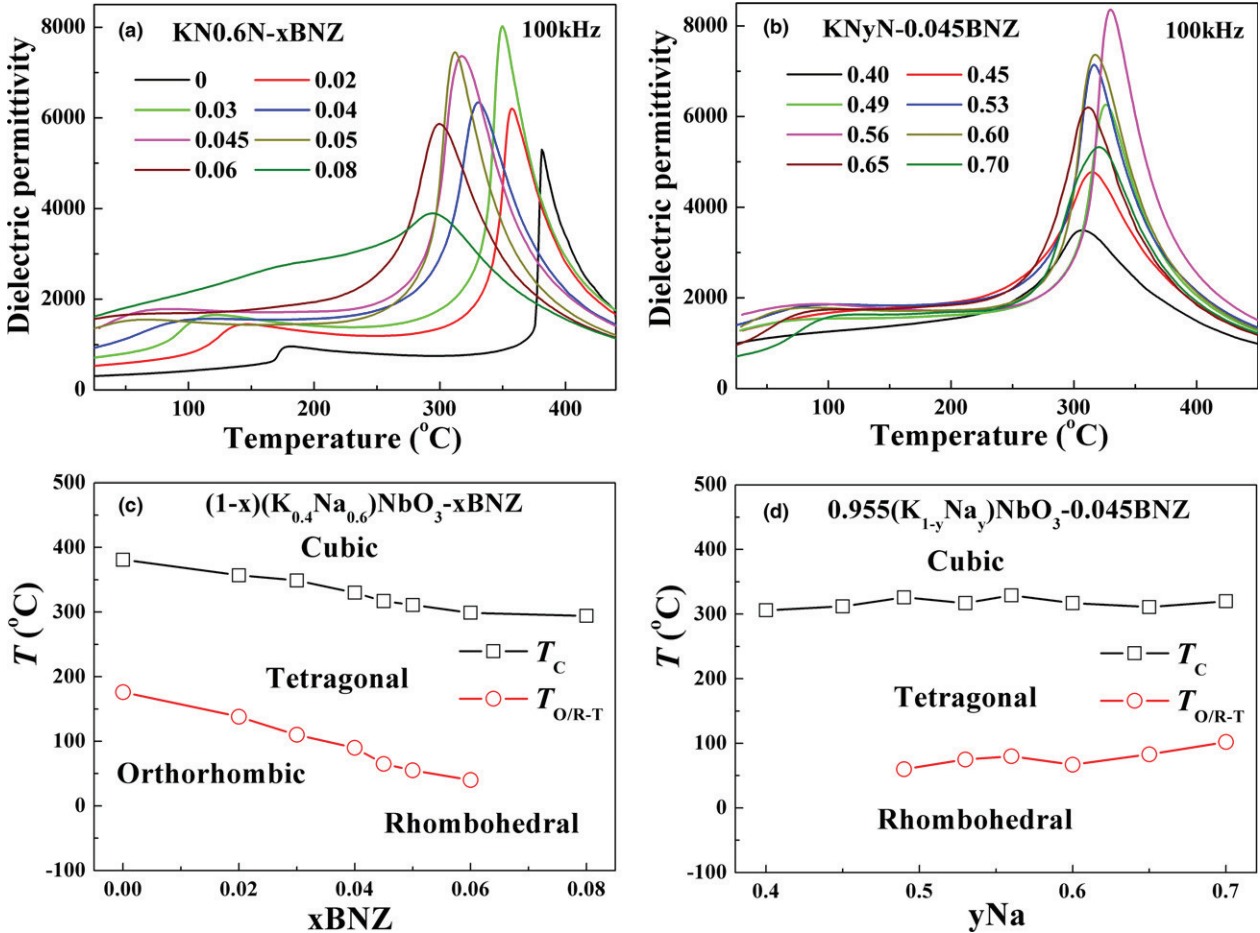 (a) KN0.6N-xBNZ 100kHz
0 0.02
0.03 0.04
0.045 0.05
0.06 0.08
8000
6000
4000
2000
0
Dielectric permittivity
100 200 300 400
Temperature (°C)
(b) KNyN-0.045BNZ 100kHz
0.40 0.45
0.49 0.53
0.56 0.60
0.65 0.70
8000
6000
4000
2000
0
Dielectric permittivity
100 200 300 400
Temperature (°C)
(c) (1-x)(K0.4Na0.6)NbO3-xBNZ
Cubic
TC
Tetragonal
TO/R-T
Orthorhombic
Rhombohedral
500
400
300
200
100
0
-100
T (°C)
0.00 0.02 0.04 0.06 0.08
xBNZ
(d) 0.955(K1-yNay)NbO3-0.045BNZ
Cubic
TC
Tetragonal
TO/R-T
Rhombohedral
500
400
300
200
100
0
-100
T (°C)
0.4 0.5 0.6 0.7
yNa